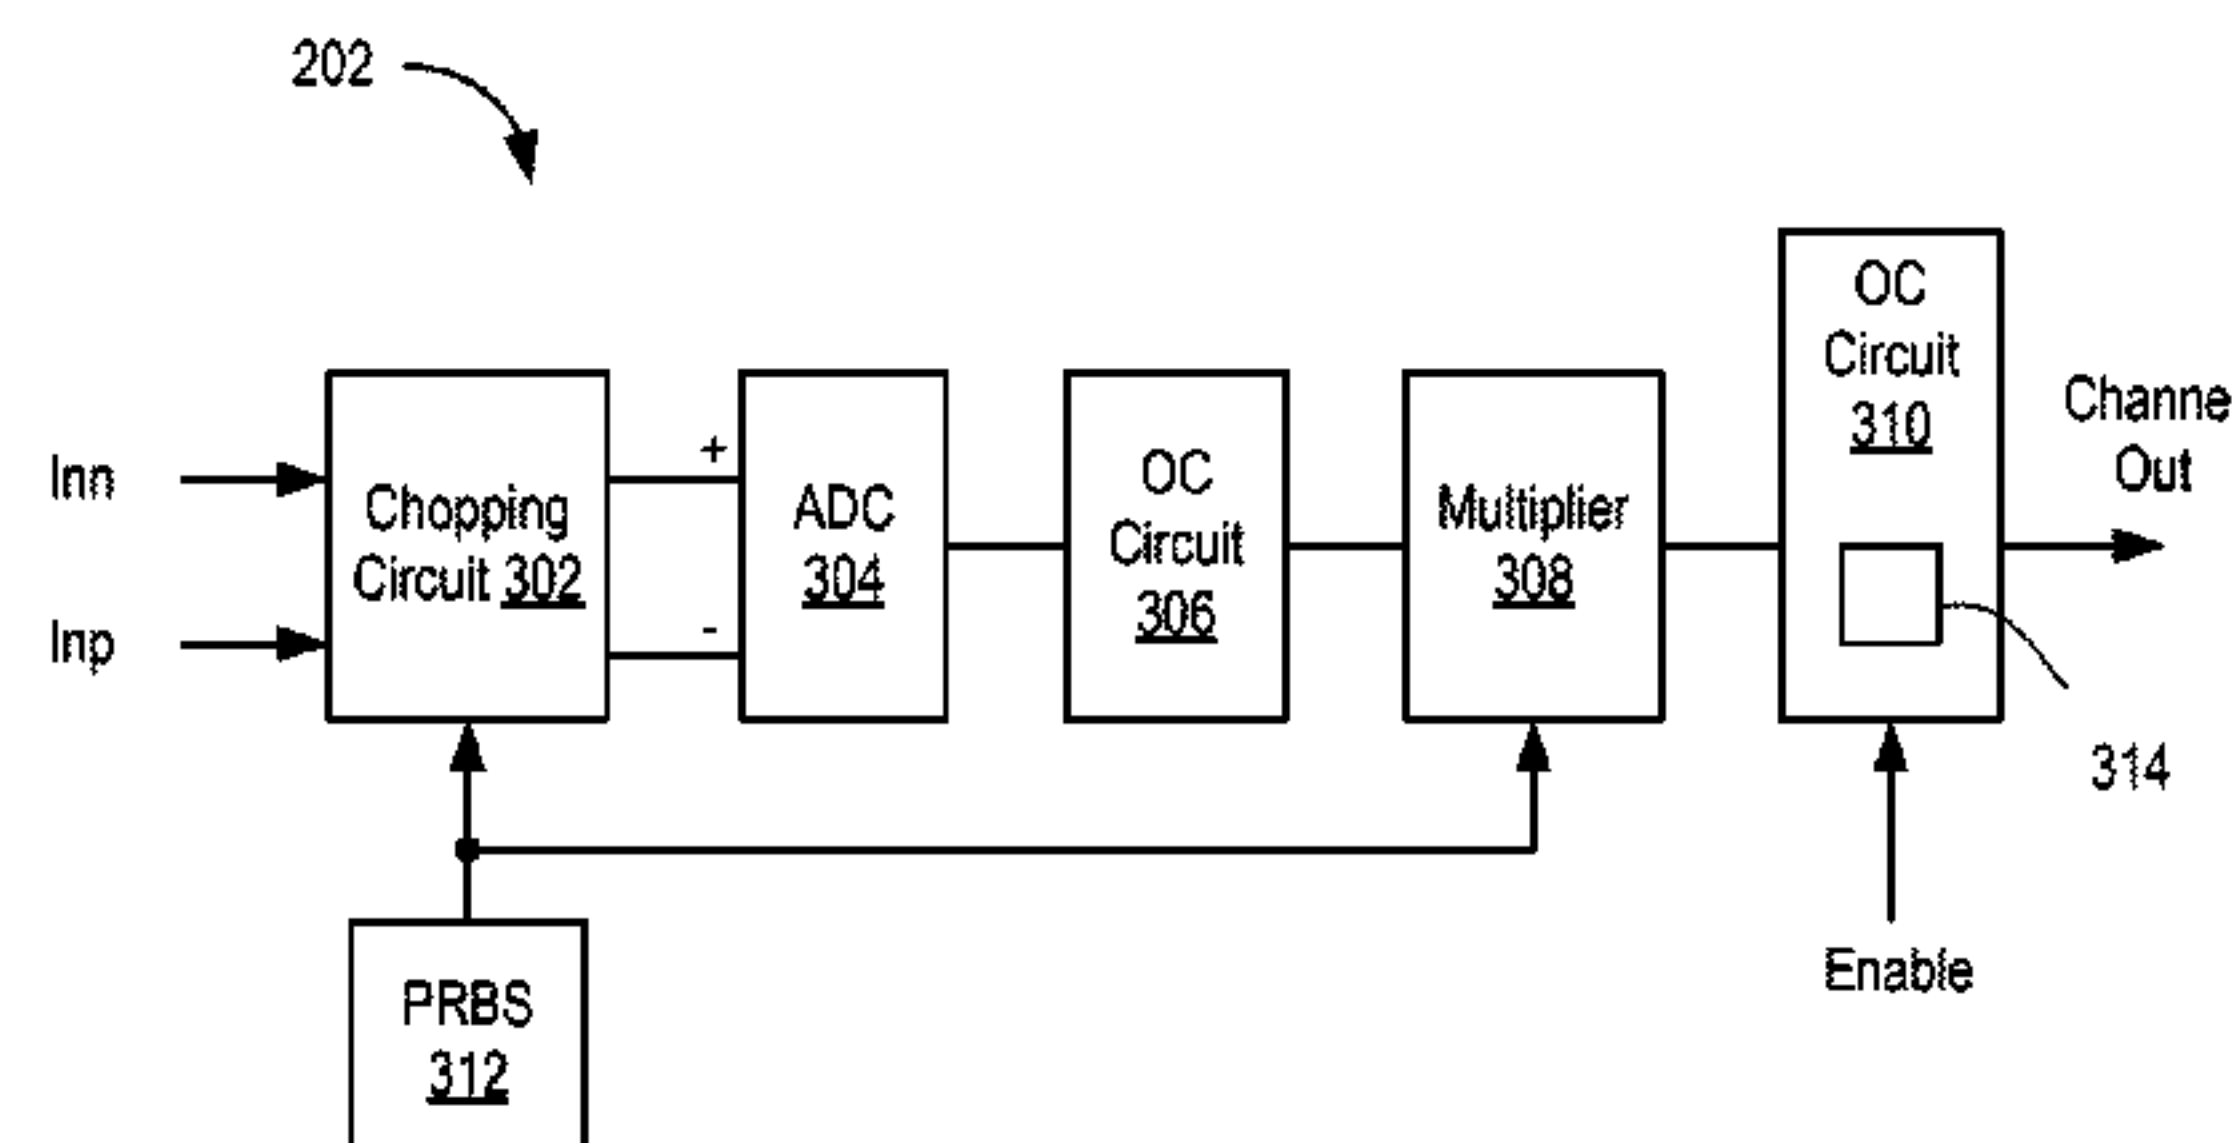 202
OC
Circuit
310
Channe
Out
Inn
Inp
Chopping
Circuit 302
+
-
ADC
304
OC
Circuit
306
Multiplier
308
314
Enable
PRBS
312